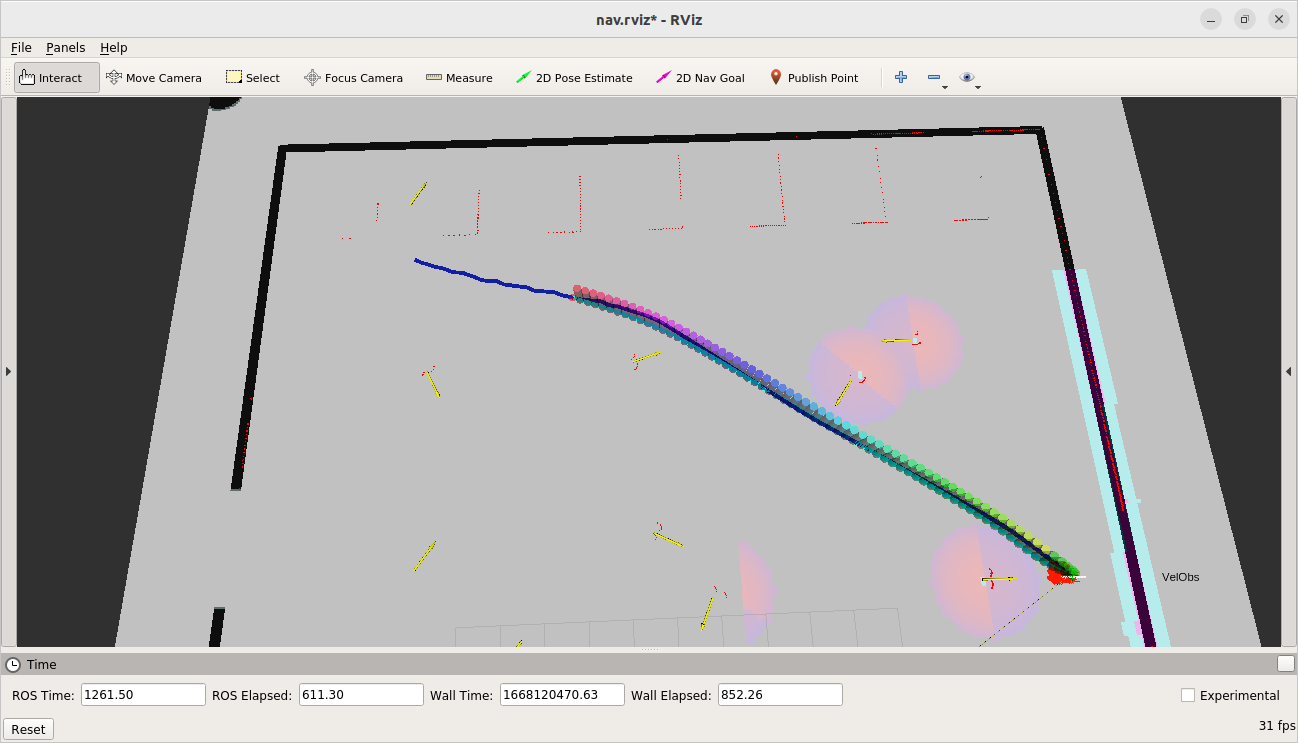 nav.rviz* - RViz
File Panels Help
Interact Move Camera Select Focus Camera Measure 2D Pose Estimate 2D Nav Goal Publish Point
VelObs
Time
ROS Time: 1261.50 ROS Elapsed: 611.30 Wall Time: 1668120470.63 Wall Elapsed: 852.26 Experimental
Reset 31 fps